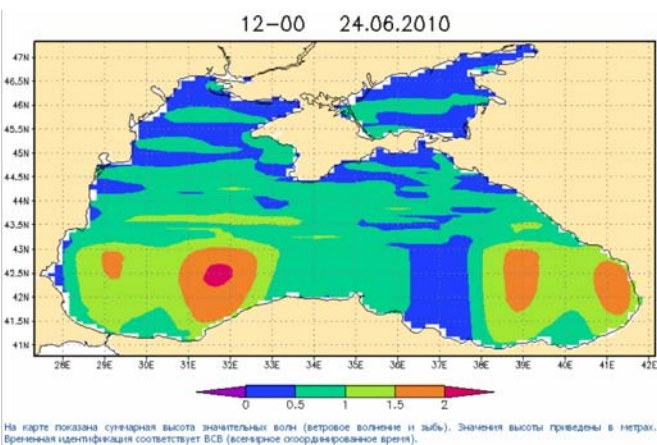 12-00 24.06.2010
47N
46.5N
46N
45.5N
45N
44.5N
44N
43.5N
43N
42.5N
42N
41.5N
41N
28E 29E 30E 31E 32E 33E 34E 35E 36E 37E 38E 39E 40E 41E 42E
0 0.5 1 1.5 2
На карте показана суммарная высота значительных волн (ветровое волнение и зыбь). Значения высоты приведены в метрах.
Временная идентификация соответствует ВСВ (всемирное скоординированное время).